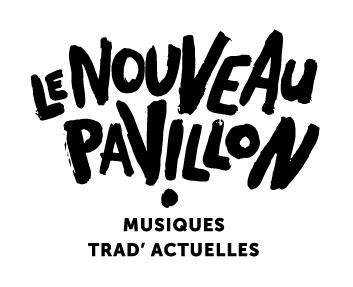 LE NOUVEAU
PAVILLON
MUSIQUES
TRAD' ACTUELLES